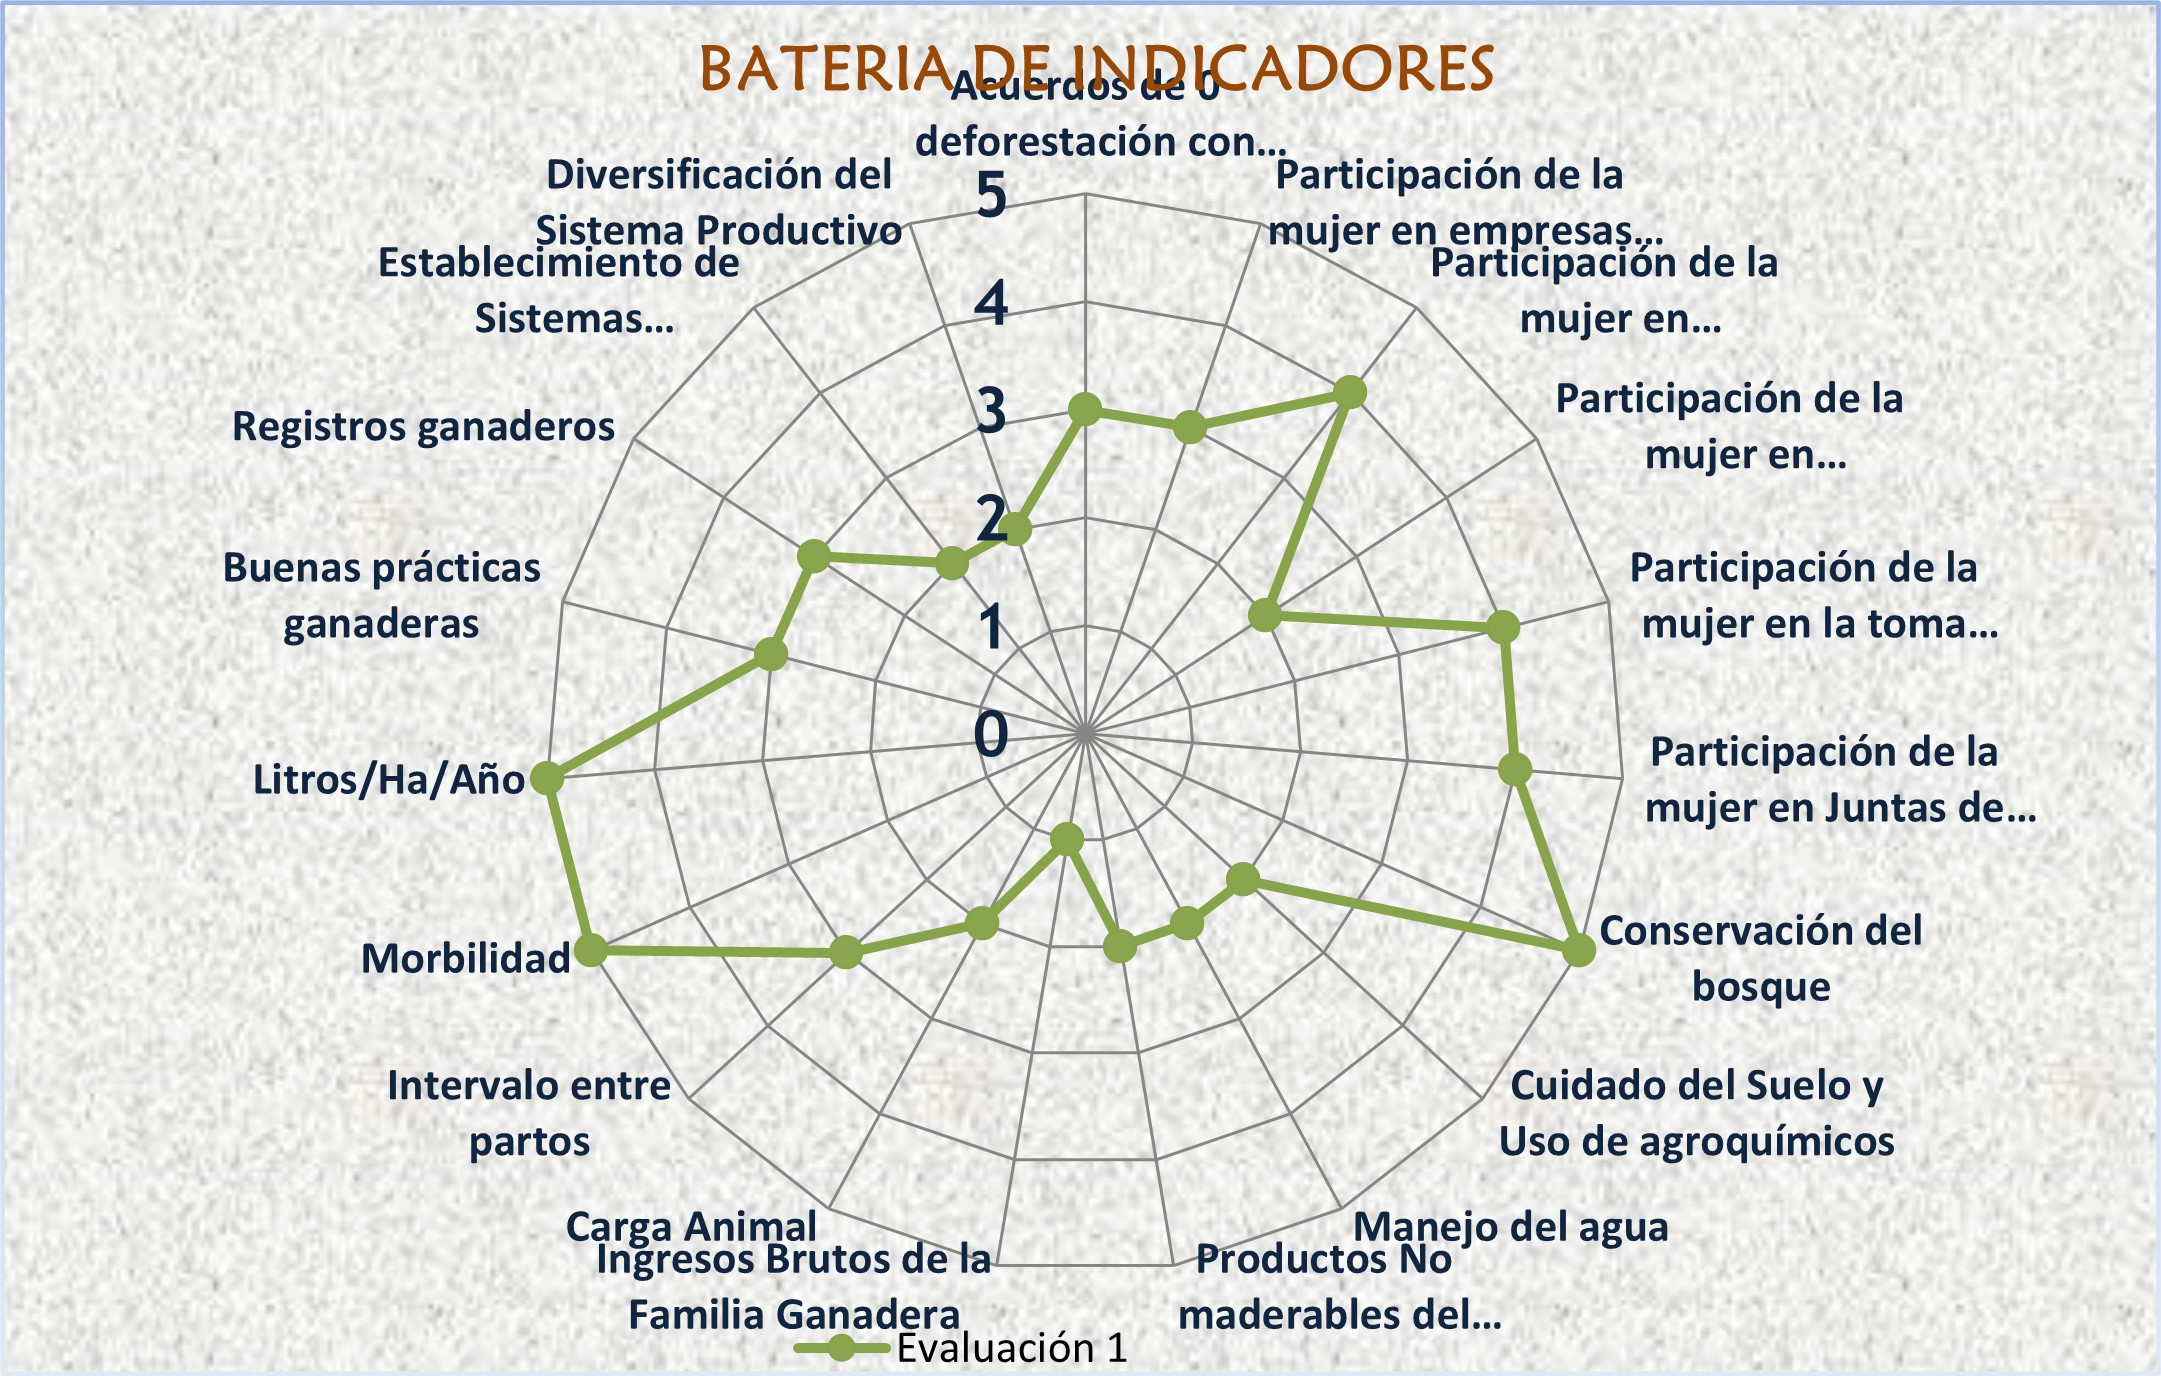 BATERIA DE INDICADORES
Acuerdos de 0
deforestación con...
Participación de la
mujer en empresas...
Participación de la
mujer en...
Participación de la
mujer en...
Participación de la
mujer en la toma...
Participación de la
mujer en Juntas de...
Conservación del
bosque
Cuidado del Suelo y
Uso de agroquímicos
Manejo del agua
Productos No
maderables del...
Ingresos Brutos de la
Familia Ganadera
Carga Animal
Intervalo entre
partos
Morbilidad
Litros/Ha/Año
Buenas prácticas
ganaderas
Registros ganaderos
Establecimiento de
Sistemas...
Diversificación del
Sistema Productivo
5
4
3
2
1
0
Evaluación 1